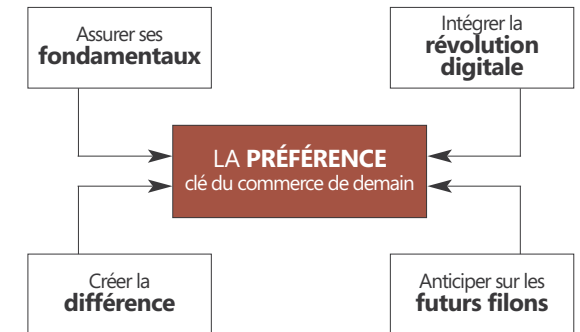 Assurer ses
fondamentaux
Intégrer la
révolution
digitale
LA PRÉFÉRENCE
clé du commerce de demain
Créer la
différence
Anticiper sur les
futurs filons